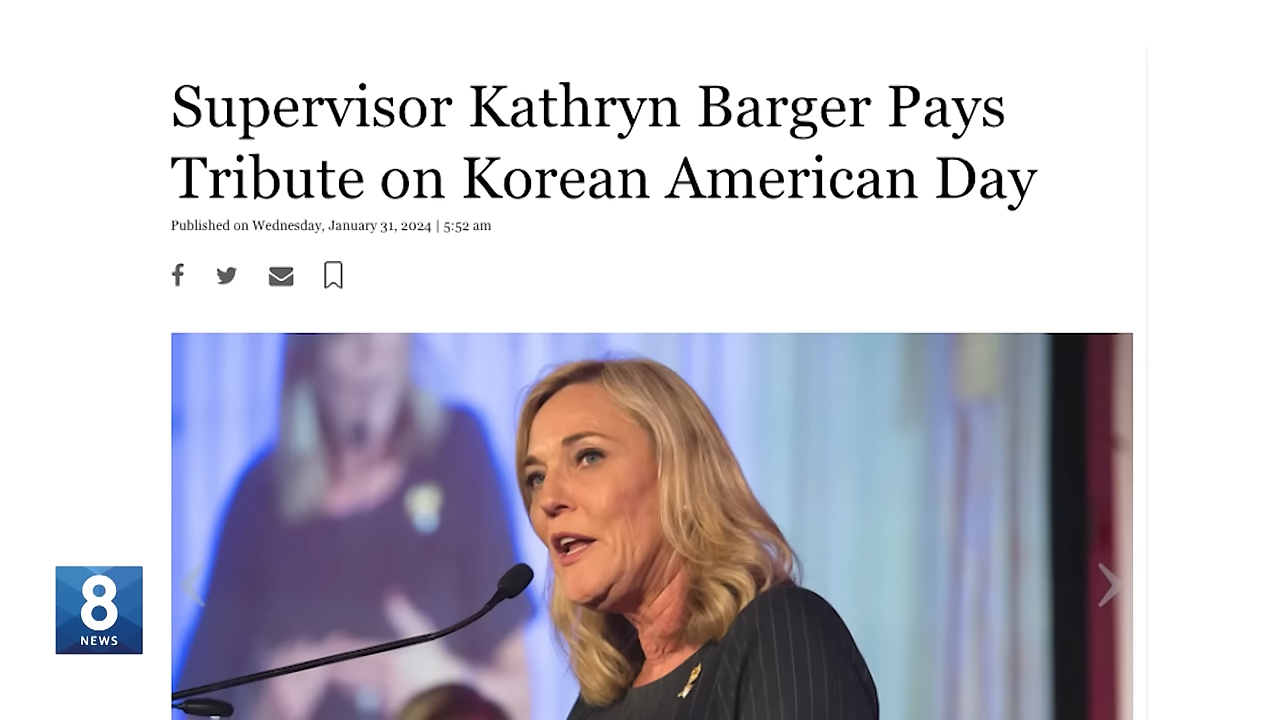 Supervisor Kathryn Barger Pays
Tribute on Korean American Day
Published on Wednesday, January 31, 2024 | 5:52 am
8
NEWS